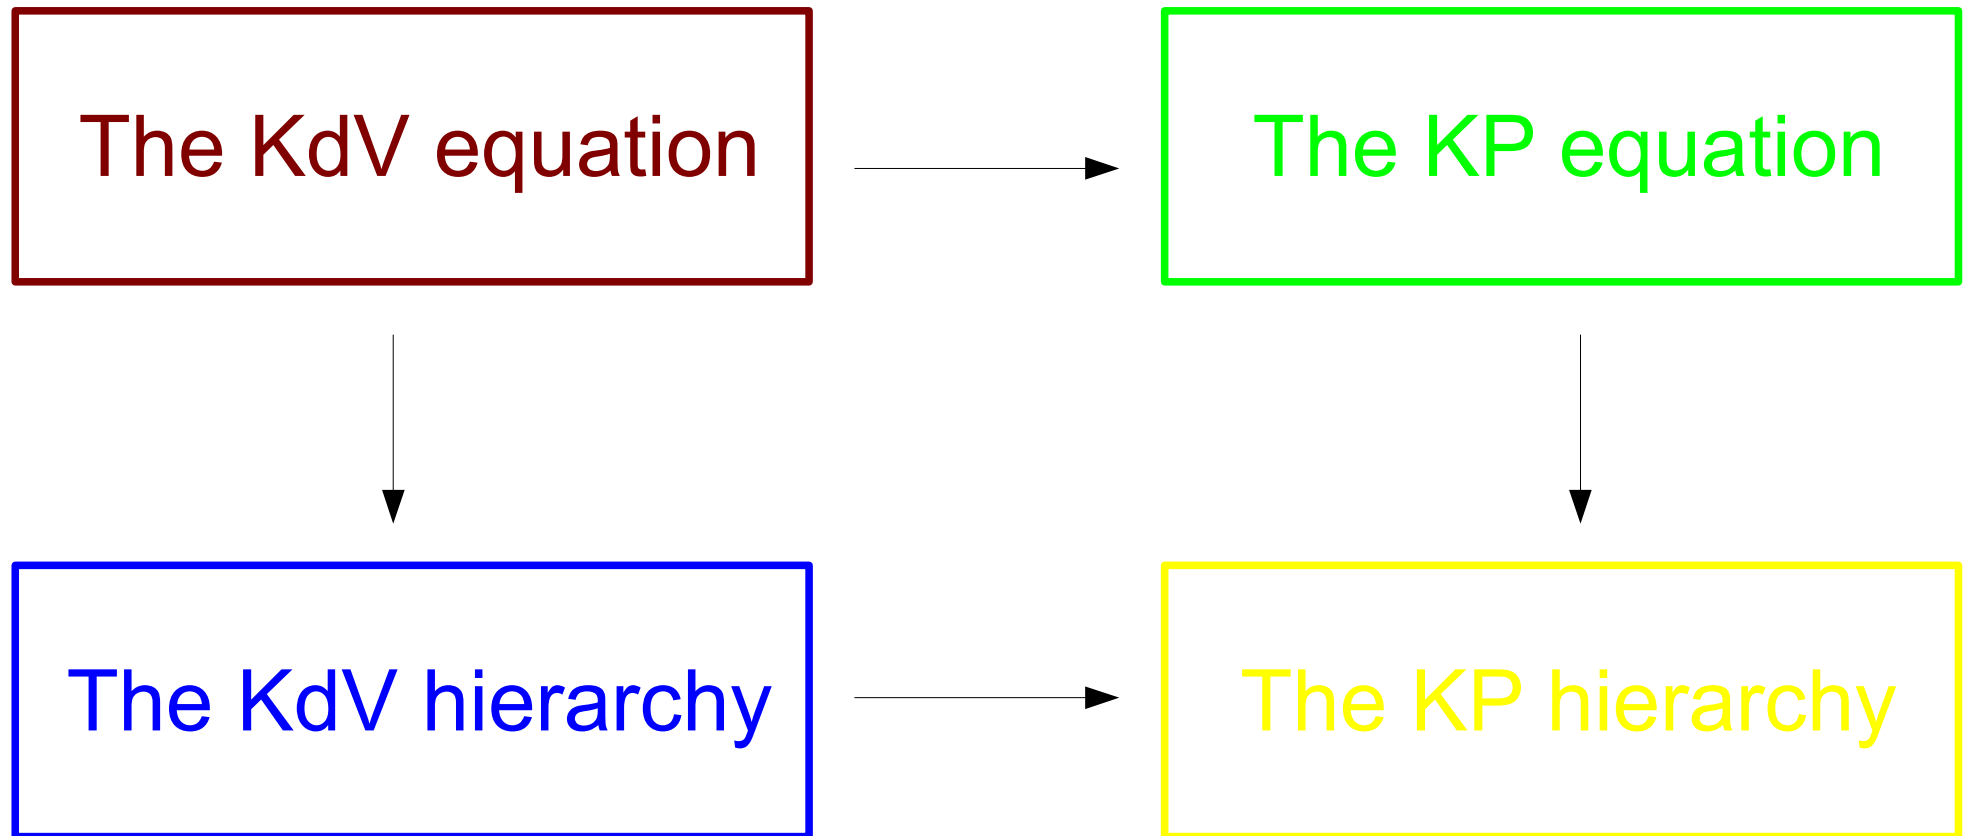 The KdV equation
The KP equation
The KdV hierarchy
The KP hierarchy